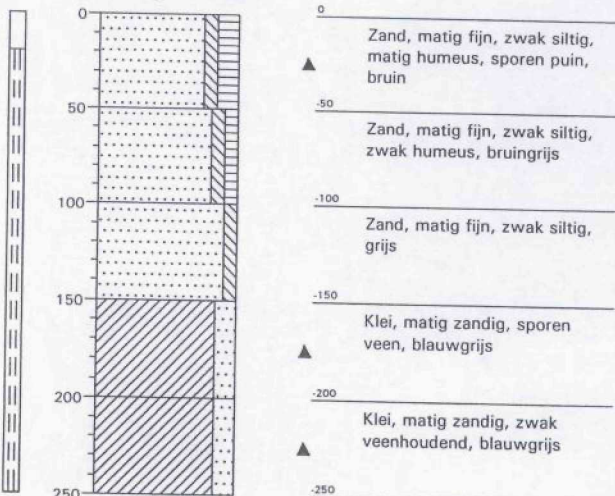 0
50
100
150
200
250
0
Zand, matig fijn, zwak siltig,
matig humeus, sporen puin,
bruin
-50
Zand, matig fijn, zwak siltig,
zwak humeus, bruingrijs
-100
Zand, matig fijn, zwak siltig,
grijs
-150
Klei, matig zandig, sporen
veen, blauwgrijs
-200
Klei, matig zandig, zwak
veenhoudend, blauwgrijs
-250